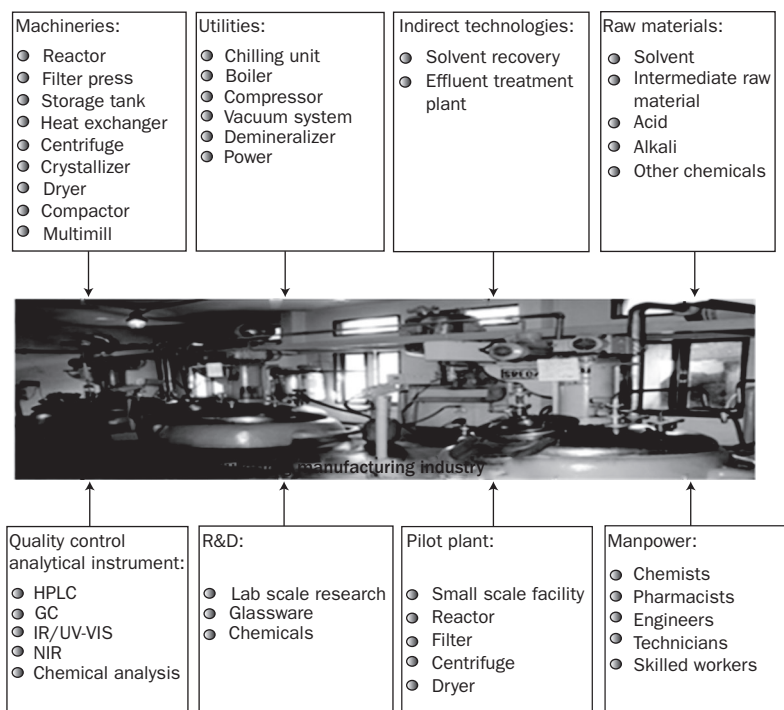 Machineries:
Reactor
Filter press
Storage tank
Heat exchanger
Centrifuge
Crystallizer
Dryer
Compactor
Multimill
Utilities:
Chilling unit
Boiler
Compressor
Vacuum system
Demineralizer
Power
Indirect technologies:
Solvent recovery
Effluent treatment
plant
Raw materials:
Solvent
Intermediate raw
material
Acid
Alkali
Other chemicals
manufacturing industry
Quality control
analytical instrument:
HPLC
GC
IR/UV-VIS
NIR
Chemical analysis
R&D:
Lab scale research
Glassware
Chemicals
Pilot plant:
Small scale facility
Reactor
Filter
Centrifuge
Dryer
Manpower:
Chemists
Pharmacists
Engineers
Technicians
Skilled workers